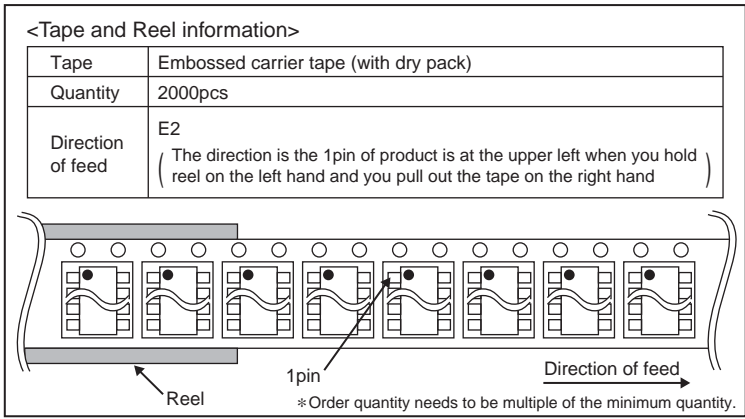 <Tape and Reel information>
Tape Embossed carrier tape (with dry pack)
Quantity 2000pcs
Direction of feed E2
( The direction is the 1pin of product is at the upper left when you hold
reel on the left hand and you pull out the tape on the right hand )
Reel
1pin
Direction of feed
*Order quantity needs to be multiple of the minimum quantity.